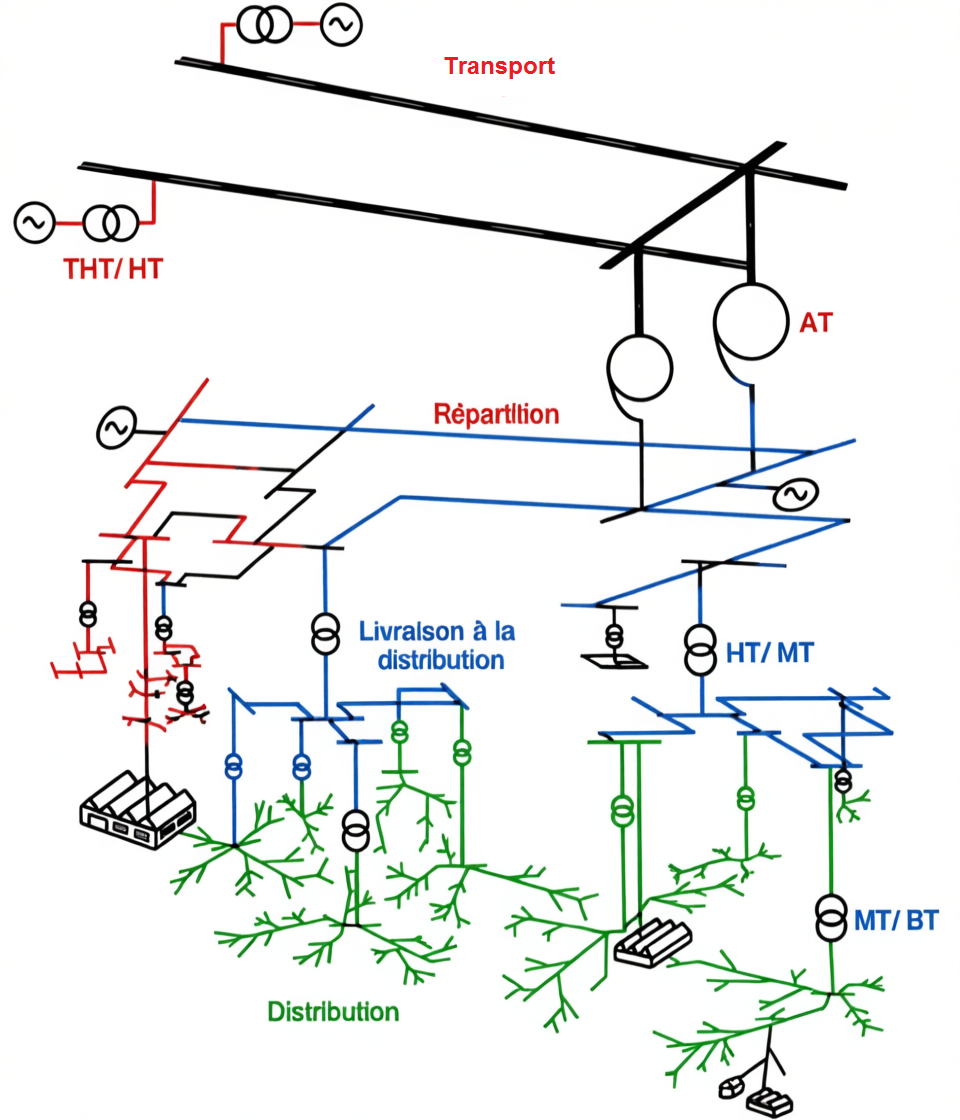 Transport
THT/ HT
AT
Répartition
Livraison à la
distribution
HT/ MT
MT/ BT
Distribution